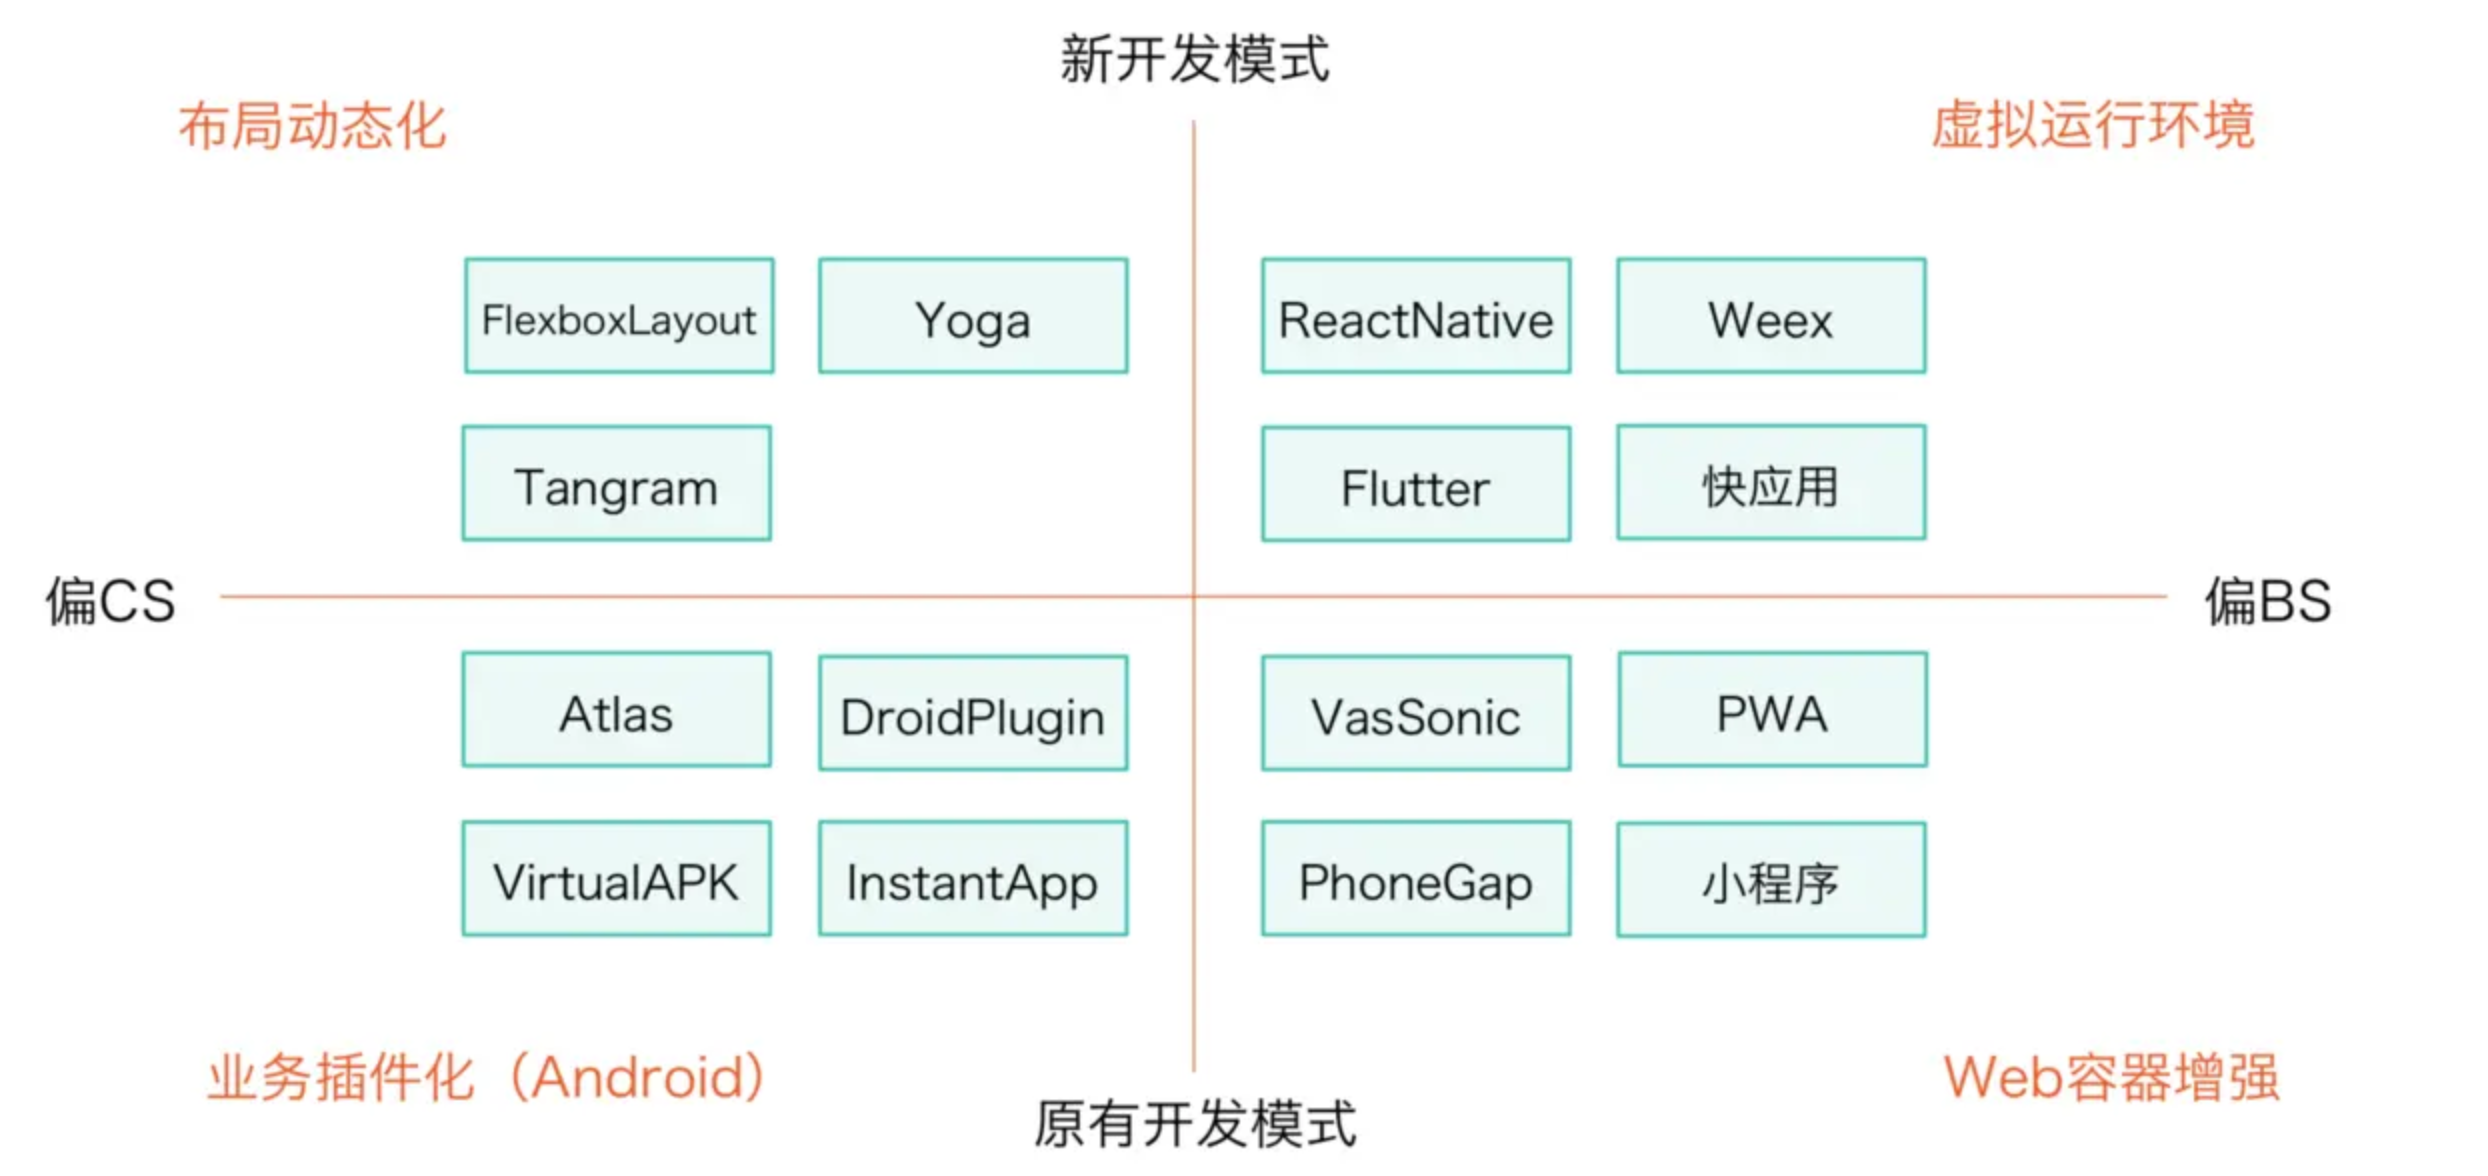 新开发模式
布局动态化
虚拟运行环境
FlexboxLayout
Yoga
ReactNative
Weex
Tangram
Flutter
快应用
偏CS
偏BS
Atlas
DroidPlugin
VasSonic
PWA
VirtualAPK
InstantApp
PhoneGap
小程序
业务插件化（Android）
Web容器增强
原有开发模式